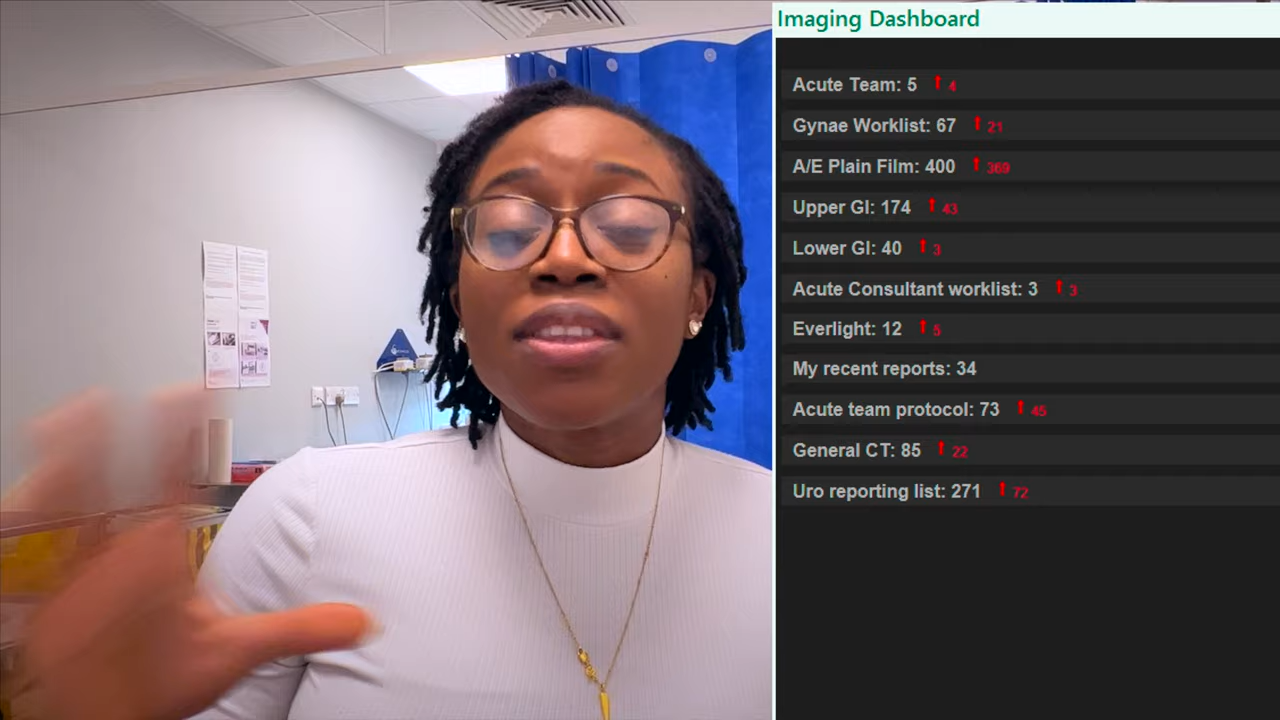 Imaging Dashboard
Acute Team: 5 4
Gynae Worklist: 67 21
A/E Plain Film: 400 369
Upper GI: 174 43
Lower GI: 40 3
Acute Consultant worklist: 3 3
Everlight: 12 5
My recent reports: 34
Acute team protocol: 73 45
General CT: 85 22
Uro reporting list: 271 72